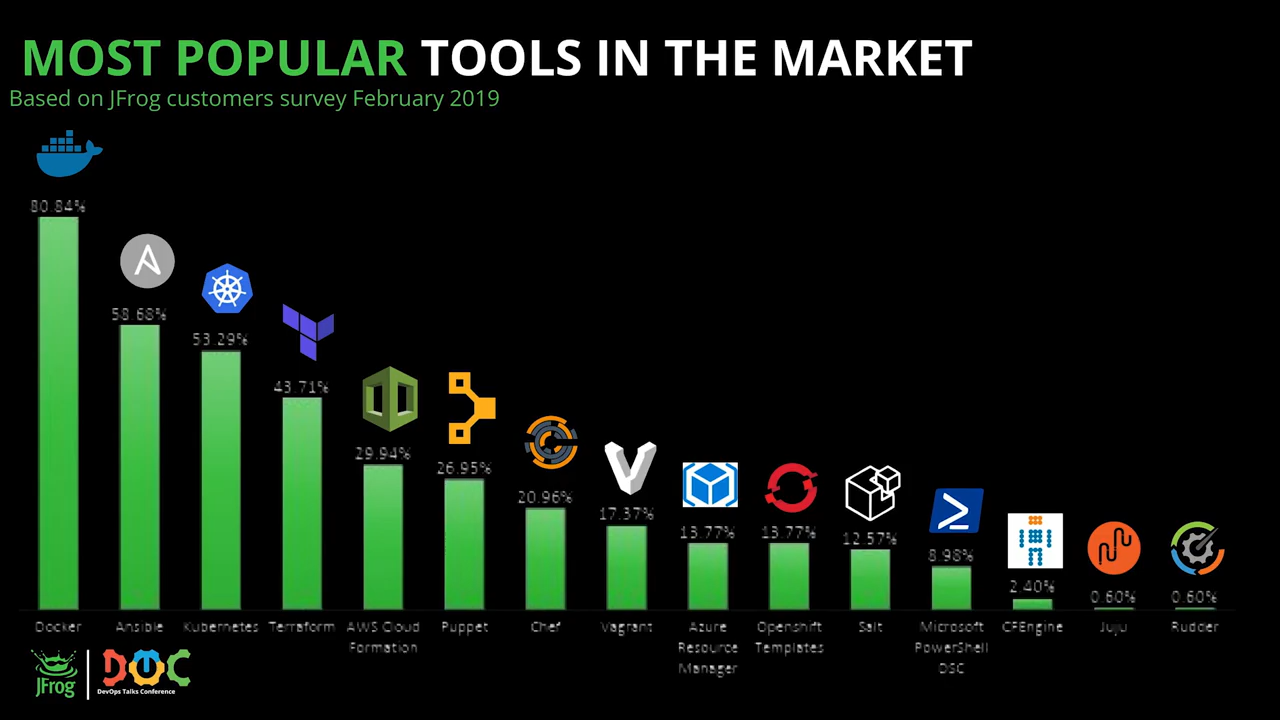 MOST POPULAR TOOLS IN THE MARKET
Based on JFrog customers survey February 2019
80.84%
58.68%
53.29%
43.71%
29.94%
26.95%
20.96%
17.37%
13.77%
13.77%
12.57%
8.98%
2.40%
0.60%
0.60%
Docker
Ansible
Kubernetes
Terraform
AWS Cloud
Formation
Puppet
Chef
Vagrant
Azure
Resource
Manager
Openshift
Templates
Salt
Microsoft
PowerShell
DSC
CFEngine
Juju
Rudder
JFrog
DOC
DevOps Talks Conference